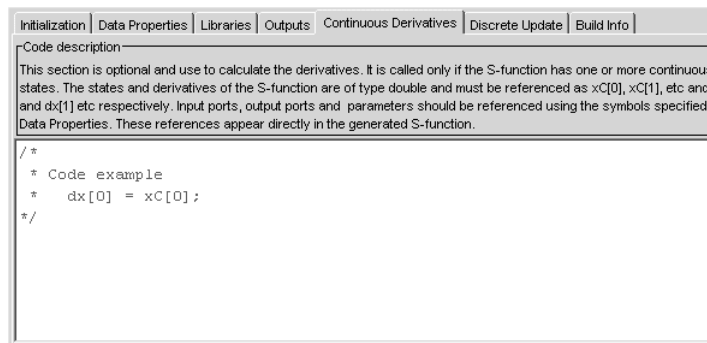 Initialization Data Properties Libraries Outputs Continuous Derivatives Discrete Update Build Info
Code description
This section is optional and use to calculate the derivatives. It is called only if the S-function has one or more continuou
states. The states and derivatives of the S-function are of type double and must be referenced as xC[0], xC[1], etc and
and dx[1] etc respectively. Input ports, output ports and parameters should be referenced using the symbols specified
Data Properties. These references appear directly in the generated S-function.
/*
* Code example
* dx[0] = xC[0];
*/